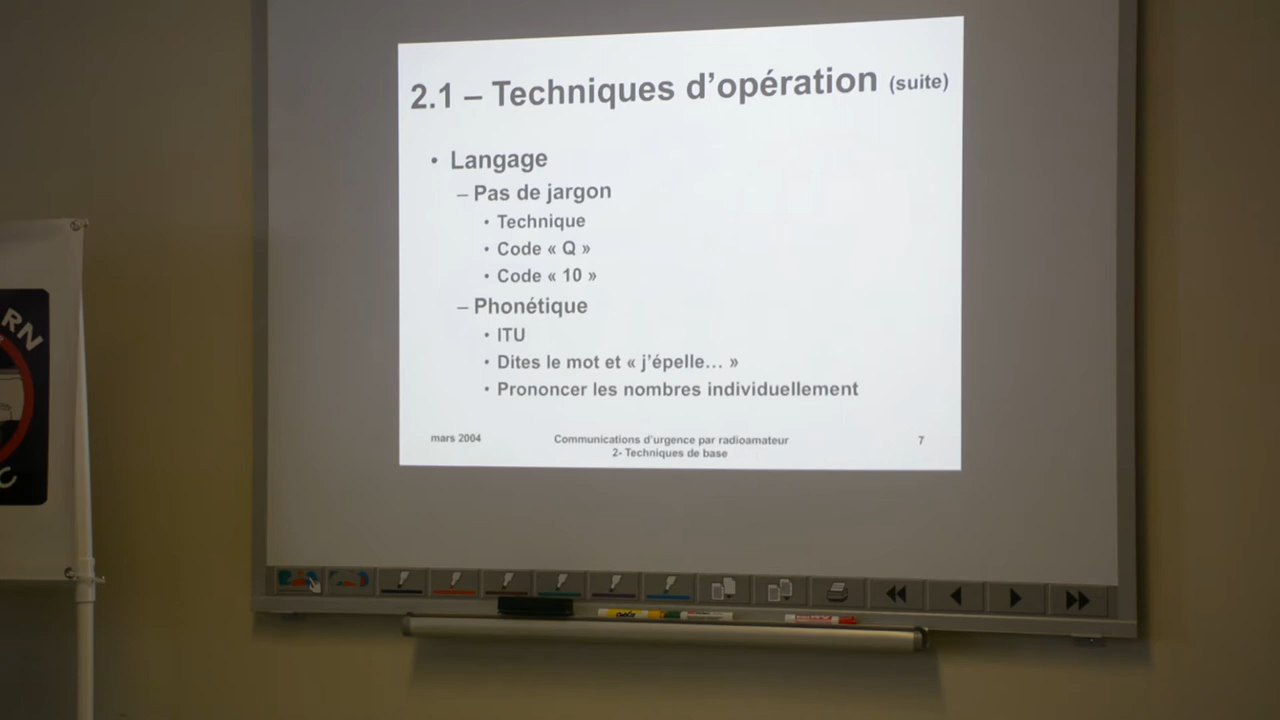 2.1 – Techniques d'opération (suite)
• Langage
– Pas de jargon
• Technique
• Code « Q »
• Code « 10 »
– Phonétique
• ITU
• Dites le mot et « j'épelle… »
• Prononcer les nombres individuellement
mars 2004
Communications d'urgence par radioamateur
2- Techniques de base
7
RN
C